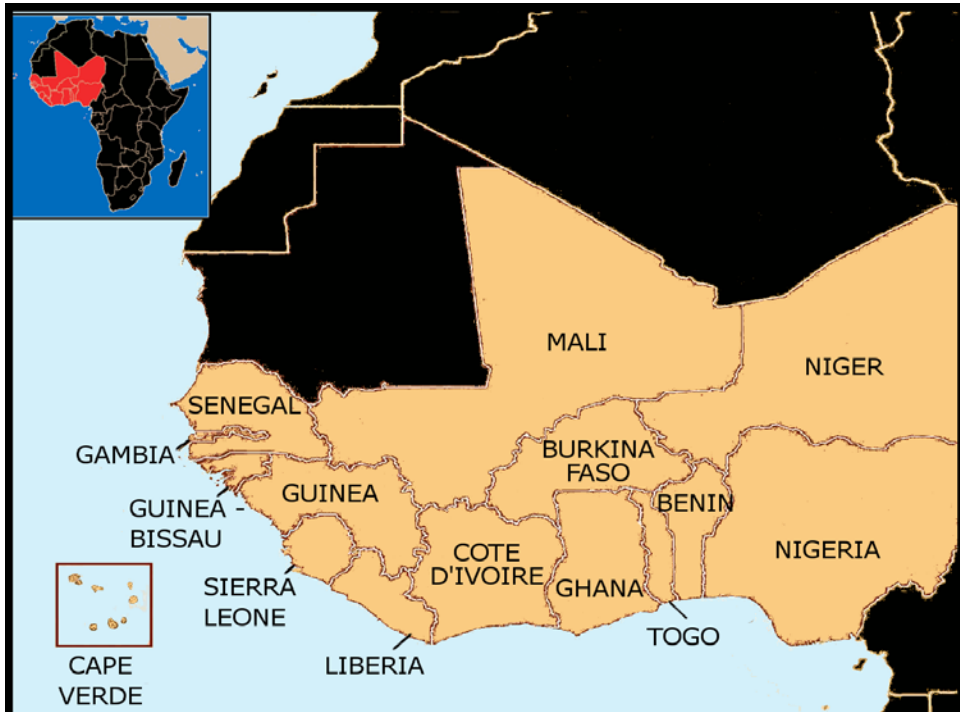 MALI
NIGER
SENEGAL
GAMBIA
BURKINA
FASO
GUINEA
BENIN
GUINEA -
BISSAU
COTE
D'IVOIRE
NIGERIA
SIERRA
LEONE
GHANA
TOGO
LIBERIA
CAPE
VERDE